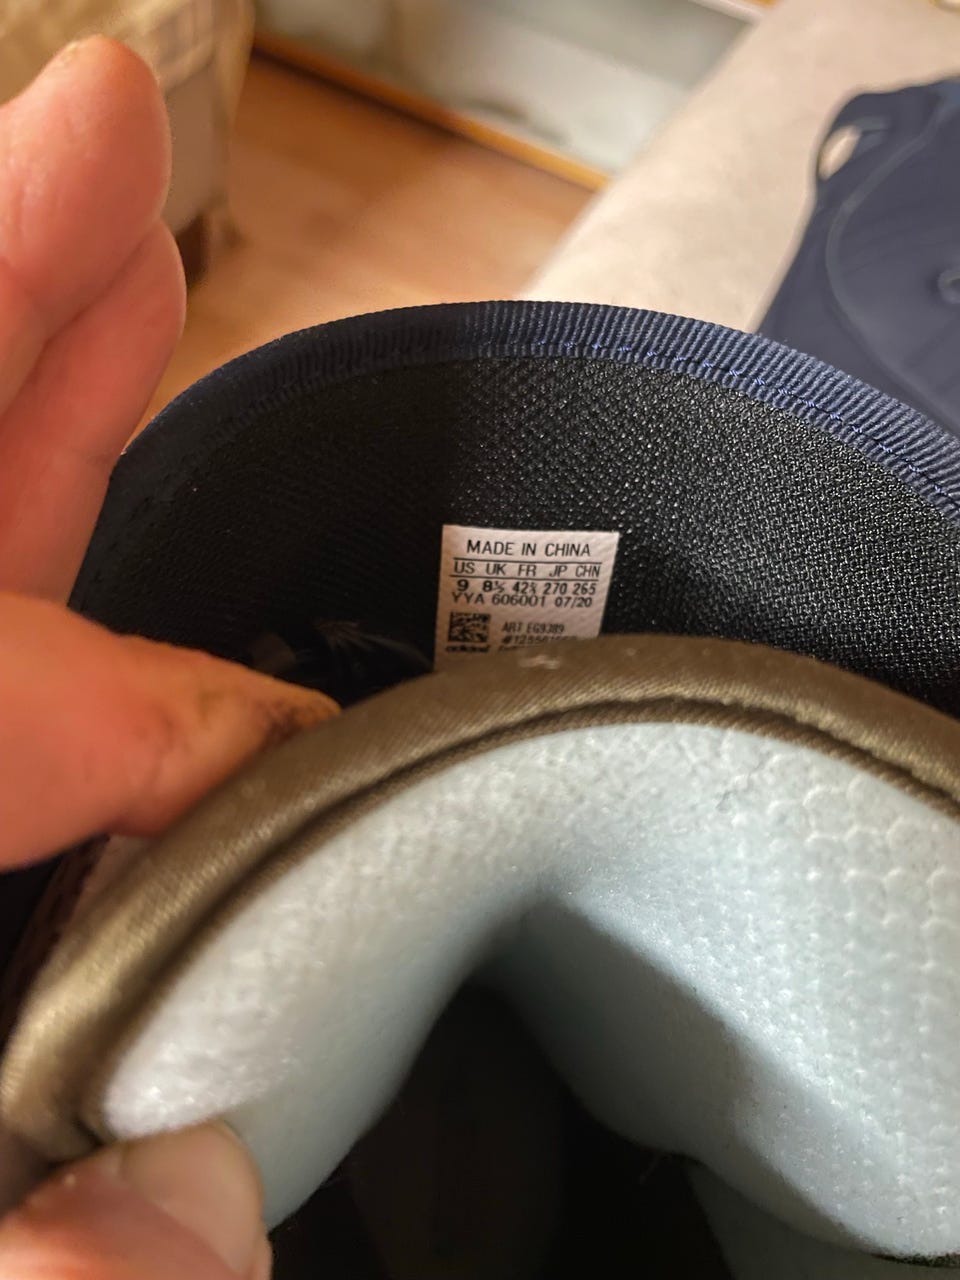 MADE IN CHINA
US UK FR JP CHN
9 8½ 42⅔ 270 265
YYA 606001 07/20
ART EG9389
adidas